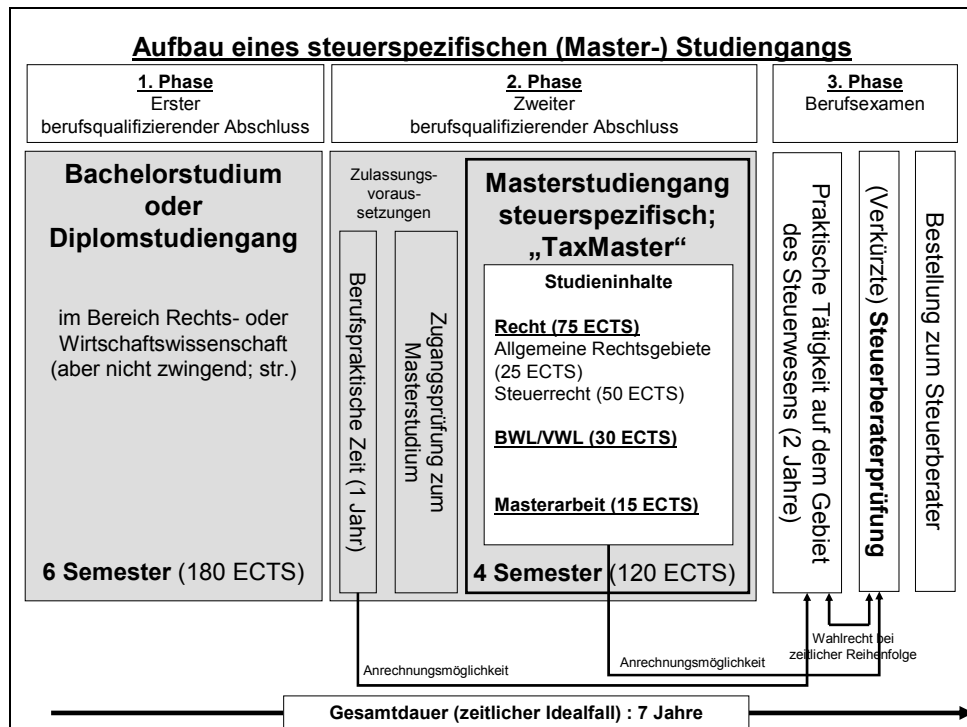 Aufbau eines steuerspezifischen (Master-) Studiengangs
1. Phase
Erster
berufsqualifizierender Abschluss
2. Phase
Zweiter
berufsqualifizierender Abschluss
3. Phase
Berufsexamen
Bachelorstudium
oder
Diplomstudiengang
im Bereich Rechts- oder
Wirtschaftswissenschaft
(aber nicht zwingend; str.)
6 Semester (180 ECTS)
Zulassungs-
voraus-
setzungen
Berufspraktische Zeit (1 Jahr)
Zugangsprüfung zum
Masterstudium
Masterstudiengang
steuerspezifisch;
„TaxMaster“
Studieninhalte
Recht (75 ECTS)
Allgemeine Rechtsgebiete
(25 ECTS)
Steuerrecht (50 ECTS)
BWL/VWL (30 ECTS)
Masterarbeit (15 ECTS)
4 Semester (120 ECTS)
Praktische Tätigkeit auf dem Gebiet
des Steuerwesens (2 Jahre)
(Verkürzte) Steuerberaterprüfung
Bestellung zum Steuerberater
Anrechnungsmöglichkeit
Anrechnungsmöglichkeit
Wahlrecht bei
zeitlicher Reihenfolge
Gesamtdauer (zeitlicher Idealfall) : 7 Jahre